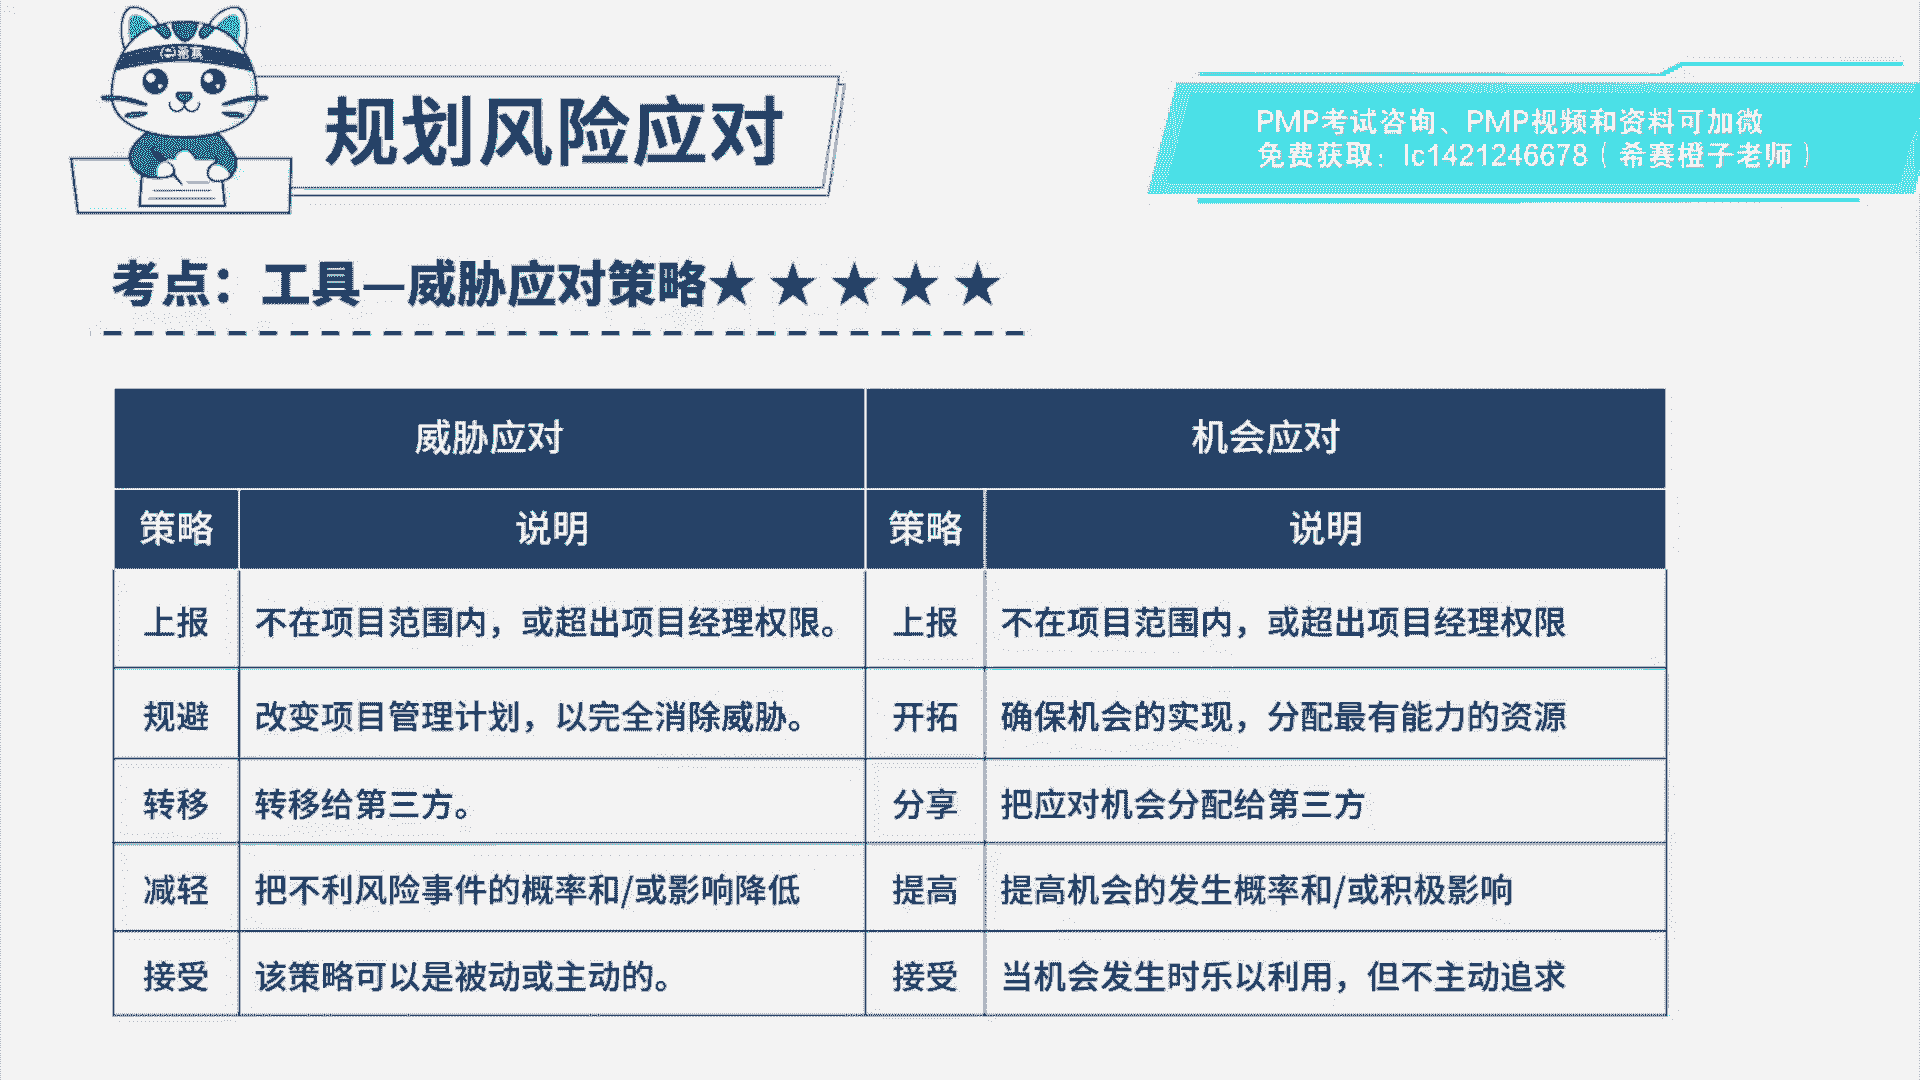 希赛
规划风险应对
PMP考试咨询、PMP视频和资料可加微
免费获取：lc1421246678（希赛橙子老师）
考点：工具—威胁应对策略★★★★★
威胁应对 机会应对
策略 说明 策略 说明
上报 不在项目范围内，或超出项目经理权限。 上报 不在项目范围内，或超出项目经理权限
规避 改变项目管理计划，以完全消除威胁。 开拓 确保机会的实现，分配最有能力的资源
转移 转移给第三方。 分享 把应对机会分配给第三方
减轻 把不利风险事件的概率和/或影响降低 提高 提高机会的发生概率和/或积极影响
接受 该策略可以是被动或主动的。 接受 当机会发生时乐以利用，但不主动追求